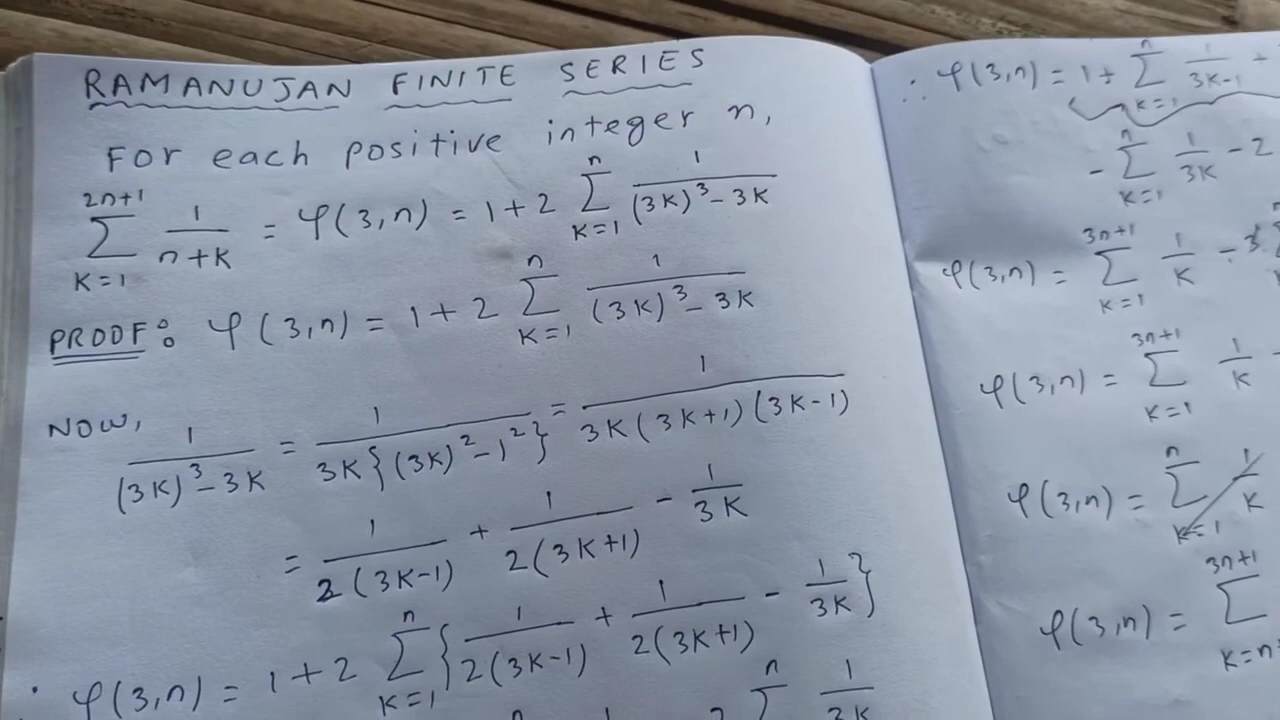 RAMANUJAN FINITE SERIES
For each positive integer n,
2n+1 ∑ K=1 1/(n+K) = φ(3,n) = 1+2 n ∑ K=1 1/((3K)³-3K)
PROOF: φ(3,n) = 1+2 n ∑ K=1 1/((3K)³-3K)
NOW,
1/((3K)³-3K) = 1/(3K{(3K)²-1²}) = 1/(3K(3K+1)(3K-1))
= 1/(2(3K-1)) + 1/(2(3K+1)) - 1/(3K)
φ(3,n) = 1+2 n ∑ K=1 {1/(2(3K-1)) + 1/(2(3K+1)) - 1/(3K)}
n ∑ 1/(3K)
∴ φ(3,n) = 1+ n ∑ K=1 1/(3K-1) +
- n ∑ K=1 1/(3K) - 2
φ(3,n) = 3n+1 ∑ K=1 1/K - 3
φ(3,n) = 3n+1 ∑ K=1 1/K
φ(3,n) = n ∑ K=1 1/K
φ(3,n) = 3n+1 ∑ K=n